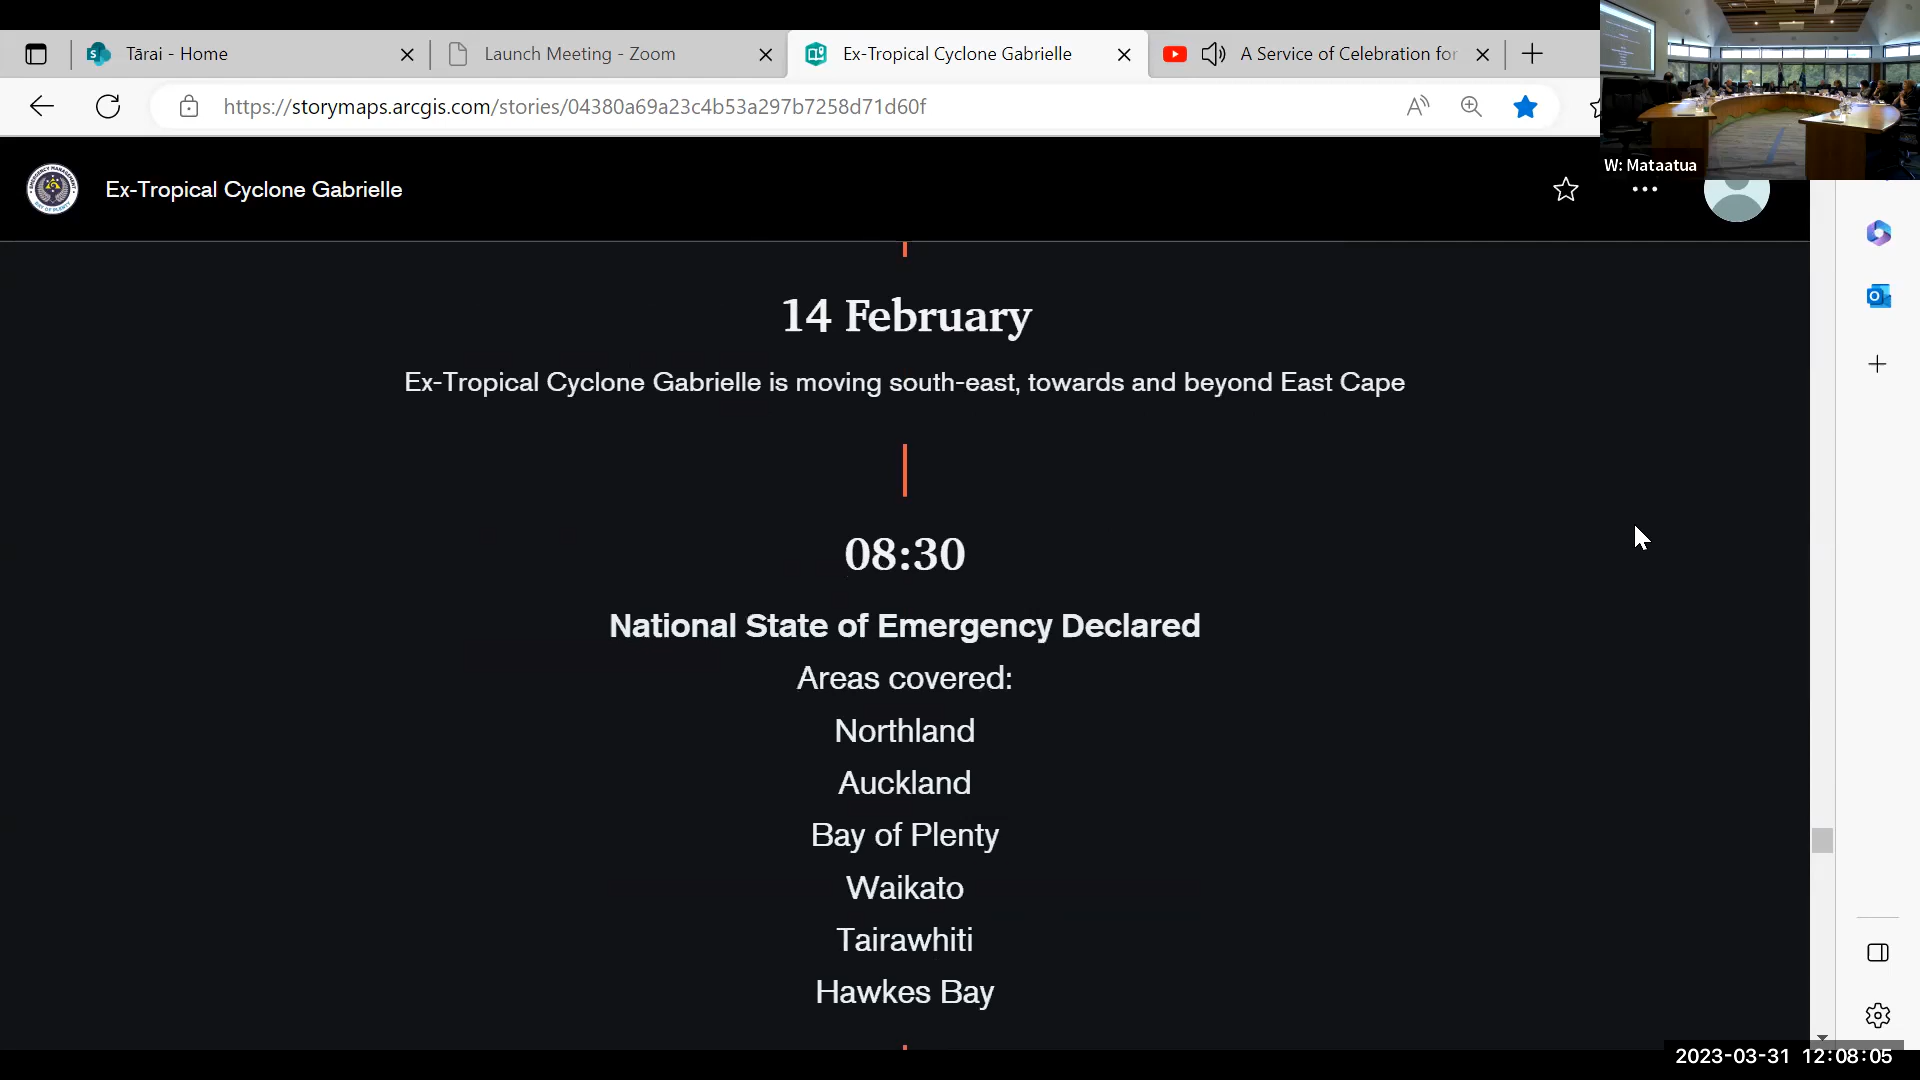 Tārai - Home
Launch Meeting - Zoom
Ex-Tropical Cyclone Gabrielle
A Service of Celebration for
https://storymaps.arcgis.com/stories/04380a69a23c4b53a297b7258d71d60f
W: Mataatua
Ex-Tropical Cyclone Gabrielle
14 February
Ex-Tropical Cyclone Gabrielle is moving south-east, towards and beyond East Cape
08:30
National State of Emergency Declared
Areas covered:
Northland
Auckland
Bay of Plenty
Waikato
Tairawhiti
Hawkes Bay
2023-03-31 12:08:05